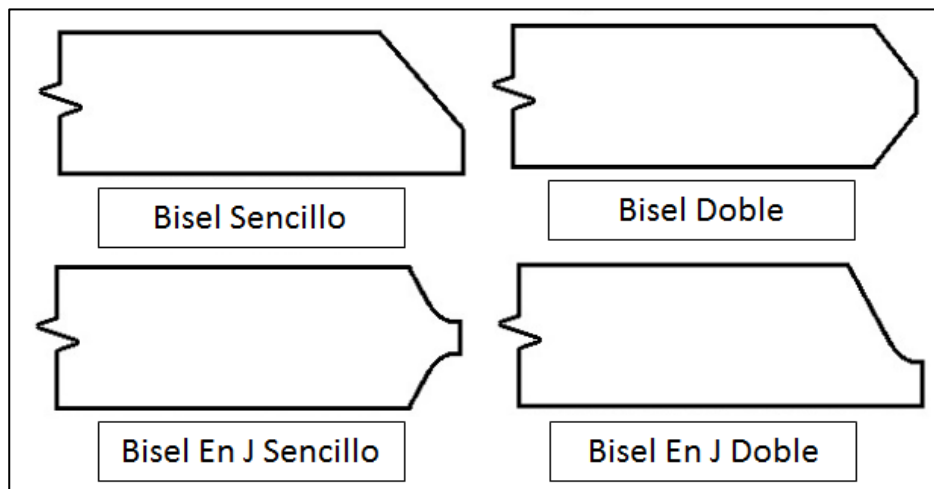 Bisel Sencillo
Bisel Doble
Bisel En J Sencillo
Bisel En J Doble